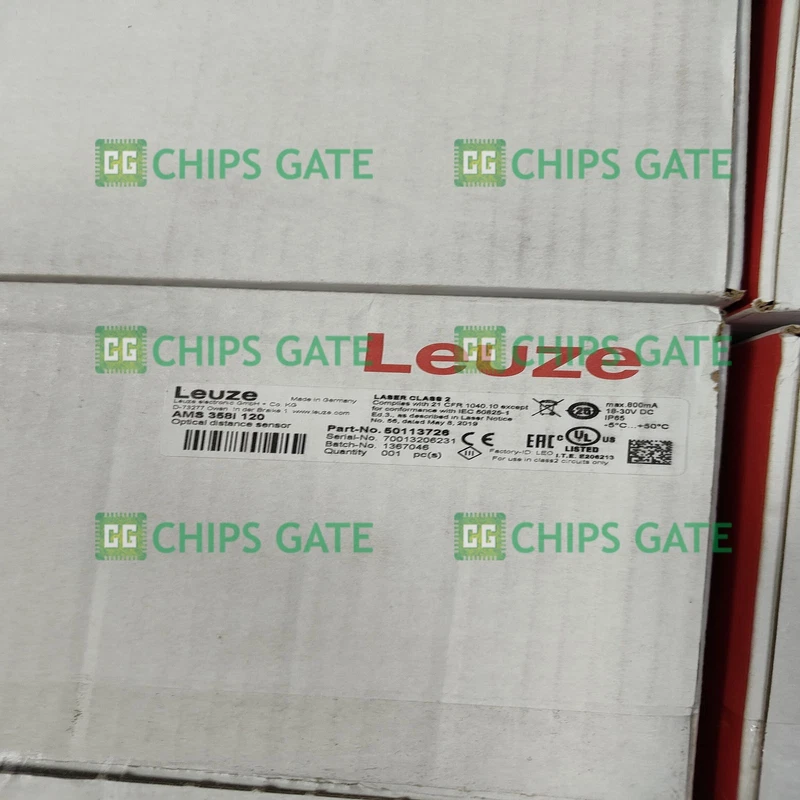 CG CHIPS GATE
CG CHIPS GATE
CG CHIPS GATE
CG CHIPS GATE
Leuze
Leuze
Made in Germany
Leuze electronic GmbH + Co. KG
D-73277 Owen In der Braike 1 www.leuze.com
AMS 358i 120
Optical distance sensor
LASER CLASS 2
Complies with 21 CFR 1040.10 except
for conformance with IEC 60825-1
Ed.3., as described in Laser Notice
No. 56, dated May 8, 2019
Part-No. 50113726
Serial-No. 70013206231
Batch-No. 1367046
Quantity 001 pc(s)
CE
EAC
UL
US
LISTED
I.T.E. E206213
Factory-ID: LEO
For use in class2 circuits only
25
max.800mA
18-30V DC
IP65
-5°C...+50°C
CG CHIPS GATE
CG CHIPS GATE